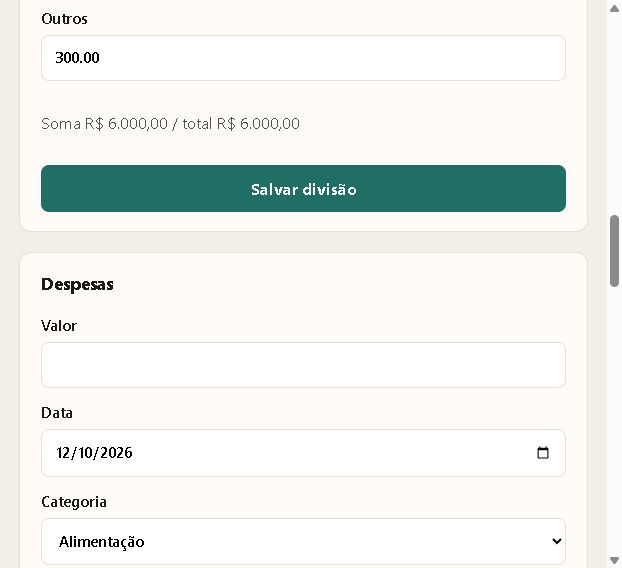 Outros
300.00
Soma R$ 6.000,00 / total R$ 6.000,00
Salvar divisão
Despesas
Valor
Data
12/10/2026
Categoria
Alimentação